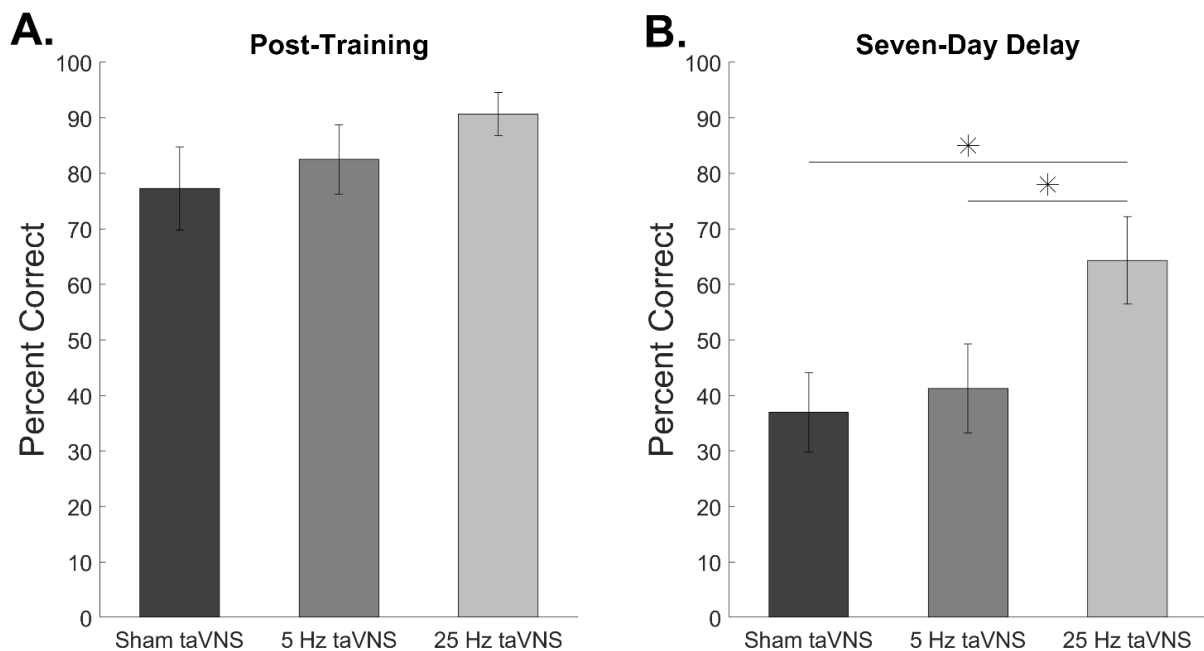 A.
Post-Training
Percent Correct
100
90
80
70
60
50
40
30
20
10
0
Sham taVNS
5 Hz taVNS
25 Hz taVNS
B.
Seven-Day Delay
Percent Correct
100
90
80
70
60
50
40
30
20
10
0
Sham taVNS
5 Hz taVNS
25 Hz taVNS